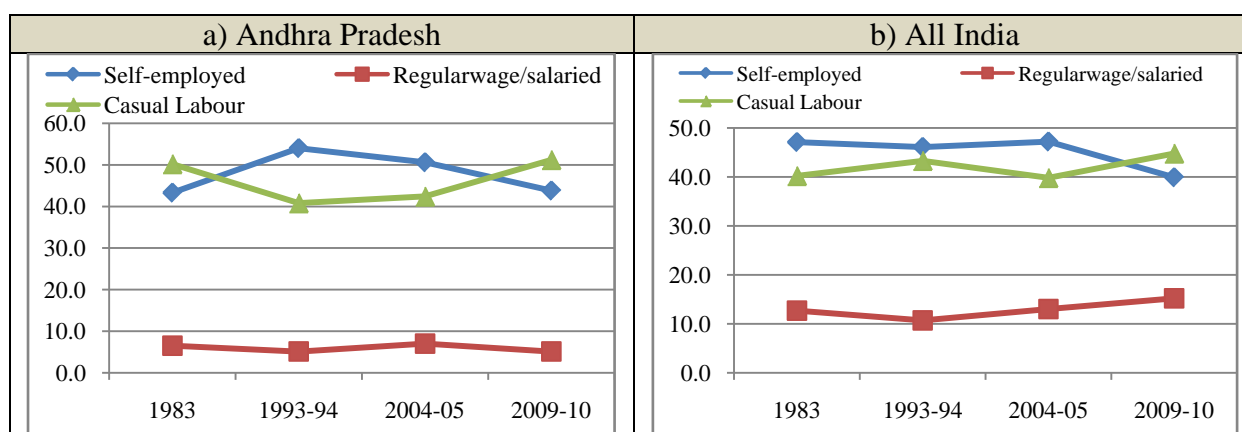 a) Andhra Pradesh
Self-employed Regularwage/salaried
Casual Labour
60.0
50.0
40.0
30.0
20.0
10.0
0.0
1983 1993-94 2004-05 2009-10
b) All India
Self-employed Regularwage/salaried
Casual Labour
50.0
40.0
30.0
20.0
10.0
0.0
1983 1993-94 2004-05 2009-10